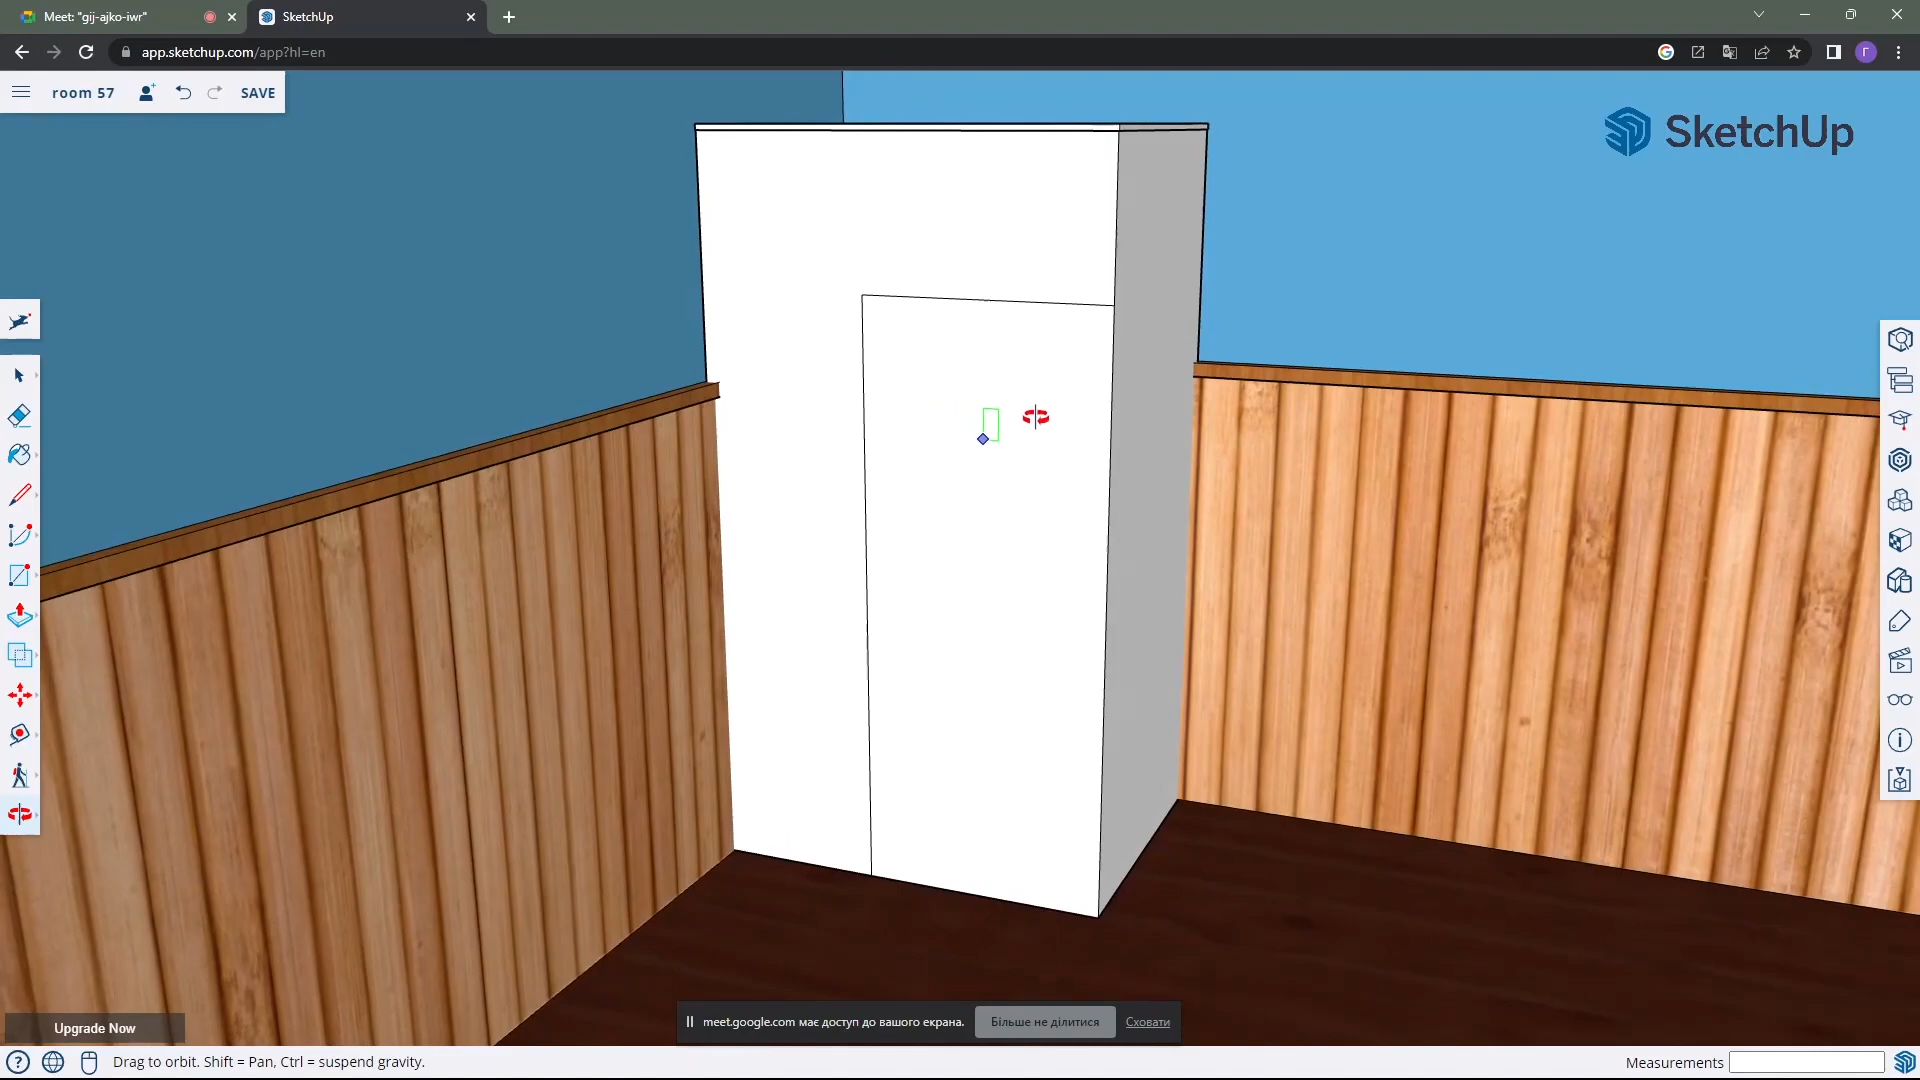 Meet: "gij-ajko-iwr"
SketchUp
app.sketchup.com/app?hl=en
Г
room 57
SAVE
SketchUp
Upgrade Now
meet.google.com має доступ до вашого екрана.
Більше не ділитися
Сховати
Drag to orbit. Shift = Pan, Ctrl = suspend gravity.
Measurements